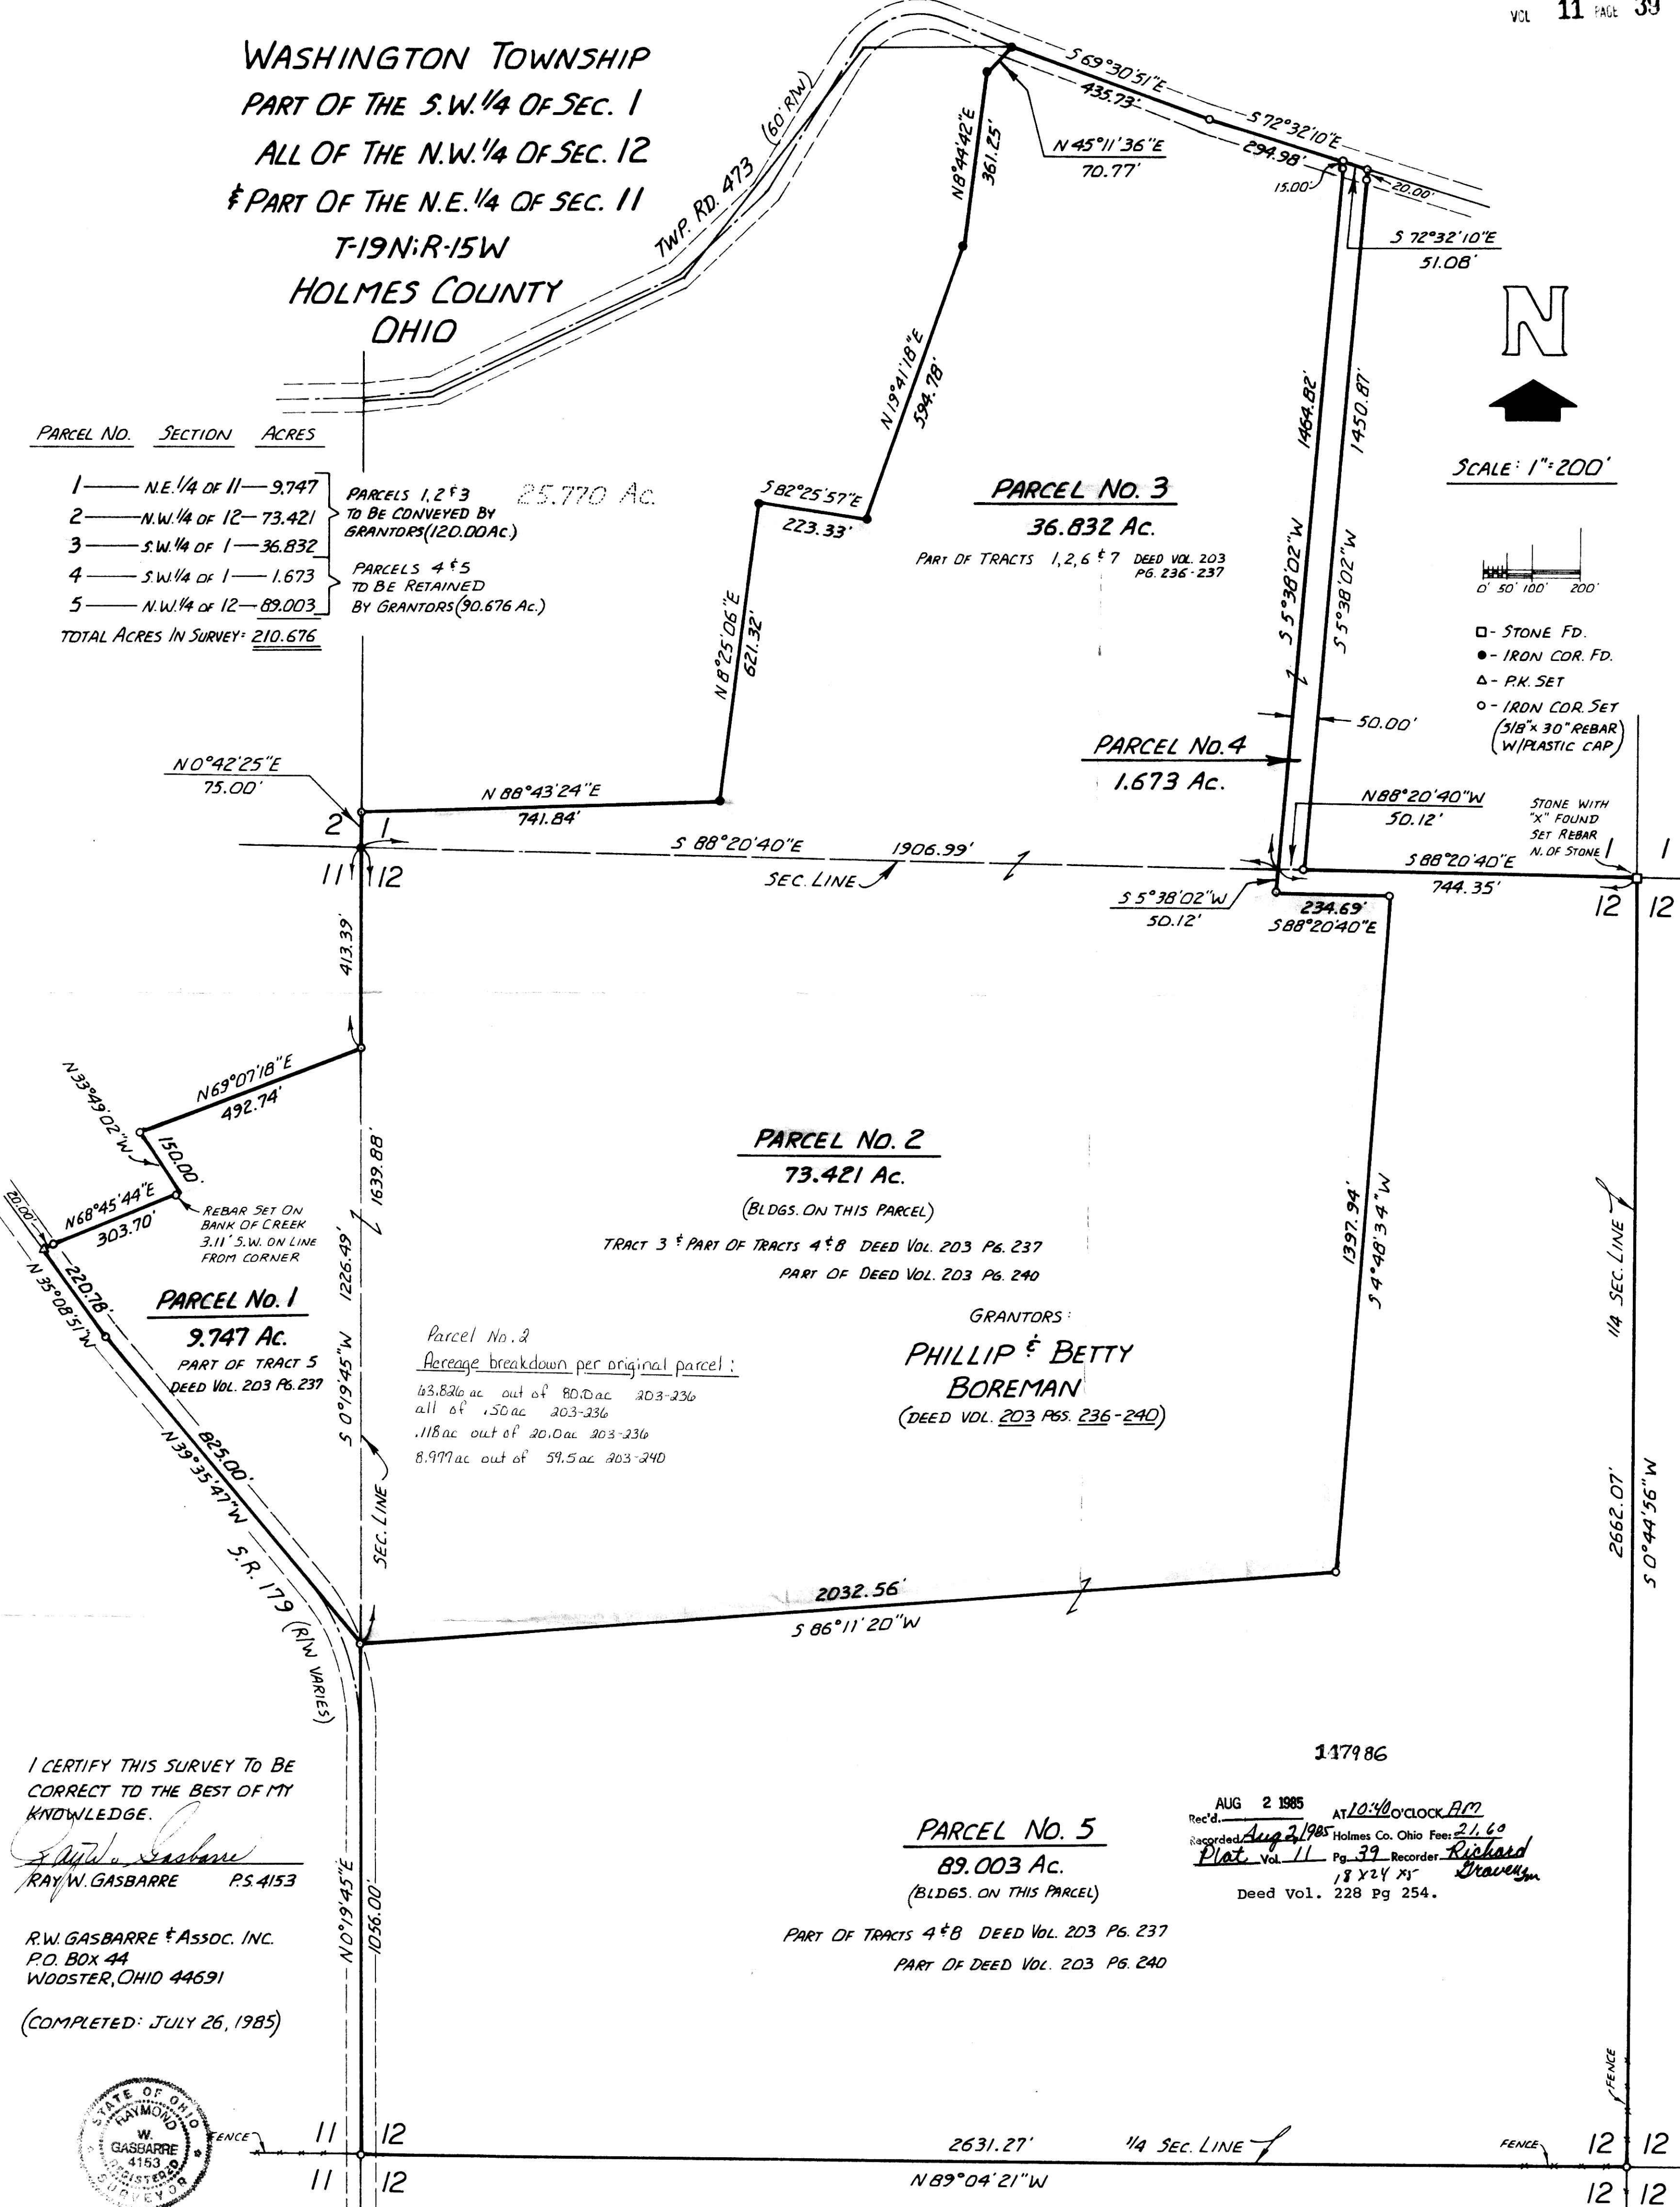 VOL 11 PAGE 39
WASHINGTON TOWNSHIP
PART OF THE S.W. 1/4 OF SEC. 1
ALL OF THE N.W. 1/4 OF SEC. 12
& PART OF THE N.E. 1/4 OF SEC. 11
T-19N; R-15W
HOLMES COUNTY
OHIO
TWP. RD. 473 (60' R/W)
S 69°30'51"E
435.73'
S 72°32'10"E
294.98'
N 45°11'36"E
70.77'
N 8°44'42"E
361.25'
15.00'
20.00'
S 72°32'10"E
51.08'
N
SCALE: 1"=200'
0' 50' 100' 200'
□- STONE FD.
●- IRON COR. FD.
△- P.K. SET
○- IRON COR. SET
(5/8" x 30" REBAR
W/PLASTIC CAP)
PARCEL NO. SECTION ACRES
1 — N.E. 1/4 OF 11 — 9.747
2 — N.W. 1/4 OF 12 — 73.421
3 — S.W. 1/4 OF 1 — 36.832
4 — S.W. 1/4 OF 1 — 1.673
5 — N.W. 1/4 OF 12 — 89.003
TOTAL ACRES IN SURVEY: 210.676
PARCELS 1, 2 & 3
TO BE CONVEYED BY
GRANTORS (120.00 AC.)
PARCELS 4 & 5
TO BE RETAINED
BY GRANTORS (90.676 AC.)
25.770 Ac.
N 19°41'18"E
594.78'
S 82°25'57"E
223.33'
N 8°25'06"E
621.32'
PARCEL NO. 3
36.832 AC.
PART OF TRACTS 1, 2, 6 & 7 DEED VOL. 203
PG. 236-237
1464.82'
S 5°38'02"W
1450.87'
S 5°38'02"W
50.00'
PARCEL NO. 4
1.673 AC.
N 0°42'25"E
75.00'
N 88°43'24"E
741.84'
2 1
11 12
S 88°20'40"E 1906.99'
SEC. LINE
N 88°20'40"W
50.12'
STONE WITH
"X" FOUND
SET REBAR
N. OF STONE
1 1
S 88°20'40"E
744.35'
12 12
S 5°38'02"W
50.12'
234.69'
S 88°20'40"E
413.39'
N 69°07'18"E
492.74'
N 33°49'02"W
150.00'
N 68°45'44"E
303.70'
20.00'
REBAR SET ON
BANK OF CREEK
3.11' S.W. ON LINE
FROM CORNER
220.78'
N 35°08'51"W
PARCEL NO. 1
9.747 AC.
PART OF TRACT 5
DEED VOL. 203 PG. 237
825.00'
N 39°35'47"W
S.R. 179 (R/W VARIES)
1639.88'
S 0°19'45"W 1226.49'
SEC. LINE
PARCEL NO. 2
73.421 AC.
(BLDGS. ON THIS PARCEL)
TRACT 3 & PART OF TRACTS 4 & 8 DEED VOL. 203 PG. 237
PART OF DEED VOL. 203 PG. 240
GRANTORS:
PHILLIP & BETTY
BOREMAN
(DEED VOL. 203 PGS. 236-240)
Parcel No. 2
Acreage breakdown per original parcel:
63.826 ac out of 80.0 ac 203-236
all of .50 ac 203-236
.118 ac out of 20.0 ac 203-236
8.977 ac out of 59.5 ac 203-240
1397.94'
S 4°48'34"W
1/4 SEC. LINE
2662.07'
S 0°44'56"W
2032.56'
S 86°11'20"W
I CERTIFY THIS SURVEY TO BE
CORRECT TO THE BEST OF MY
KNOWLEDGE.
Ray W. Gasbarre
RAY W. GASBARRE P.S. 4153
R.W. GASBARRE & ASSOC. INC.
P.O. BOX 44
WOOSTER, OHIO 44691
(COMPLETED: JULY 26, 1985)
N 0°19'45"E
1056.00'
PARCEL NO. 5
89.003 AC.
(BLDGS. ON THIS PARCEL)
PART OF TRACTS 4 & 8 DEED VOL. 203 PG. 237
PART OF DEED VOL. 203 PG. 240
147986
Rec'd. AUG 2 1985 AT 10:40 O'CLOCK AM
Recorded Aug 2, 1985 Holmes Co. Ohio Fee: 21.60
Plat Vol. 11 Pg. 39 Recorder Richard
18 X 24 X5 Graven
Deed Vol. 228 Pg 254.
STATE OF OHIO
RAYMOND
W.
GASBARRE
4153
REGISTERED
SURVEYOR
FENCE
11 12
11 12
2631.27' 1/4 SEC. LINE
N 89°04'21"W
FENCE
FENCE
12 12
12 12